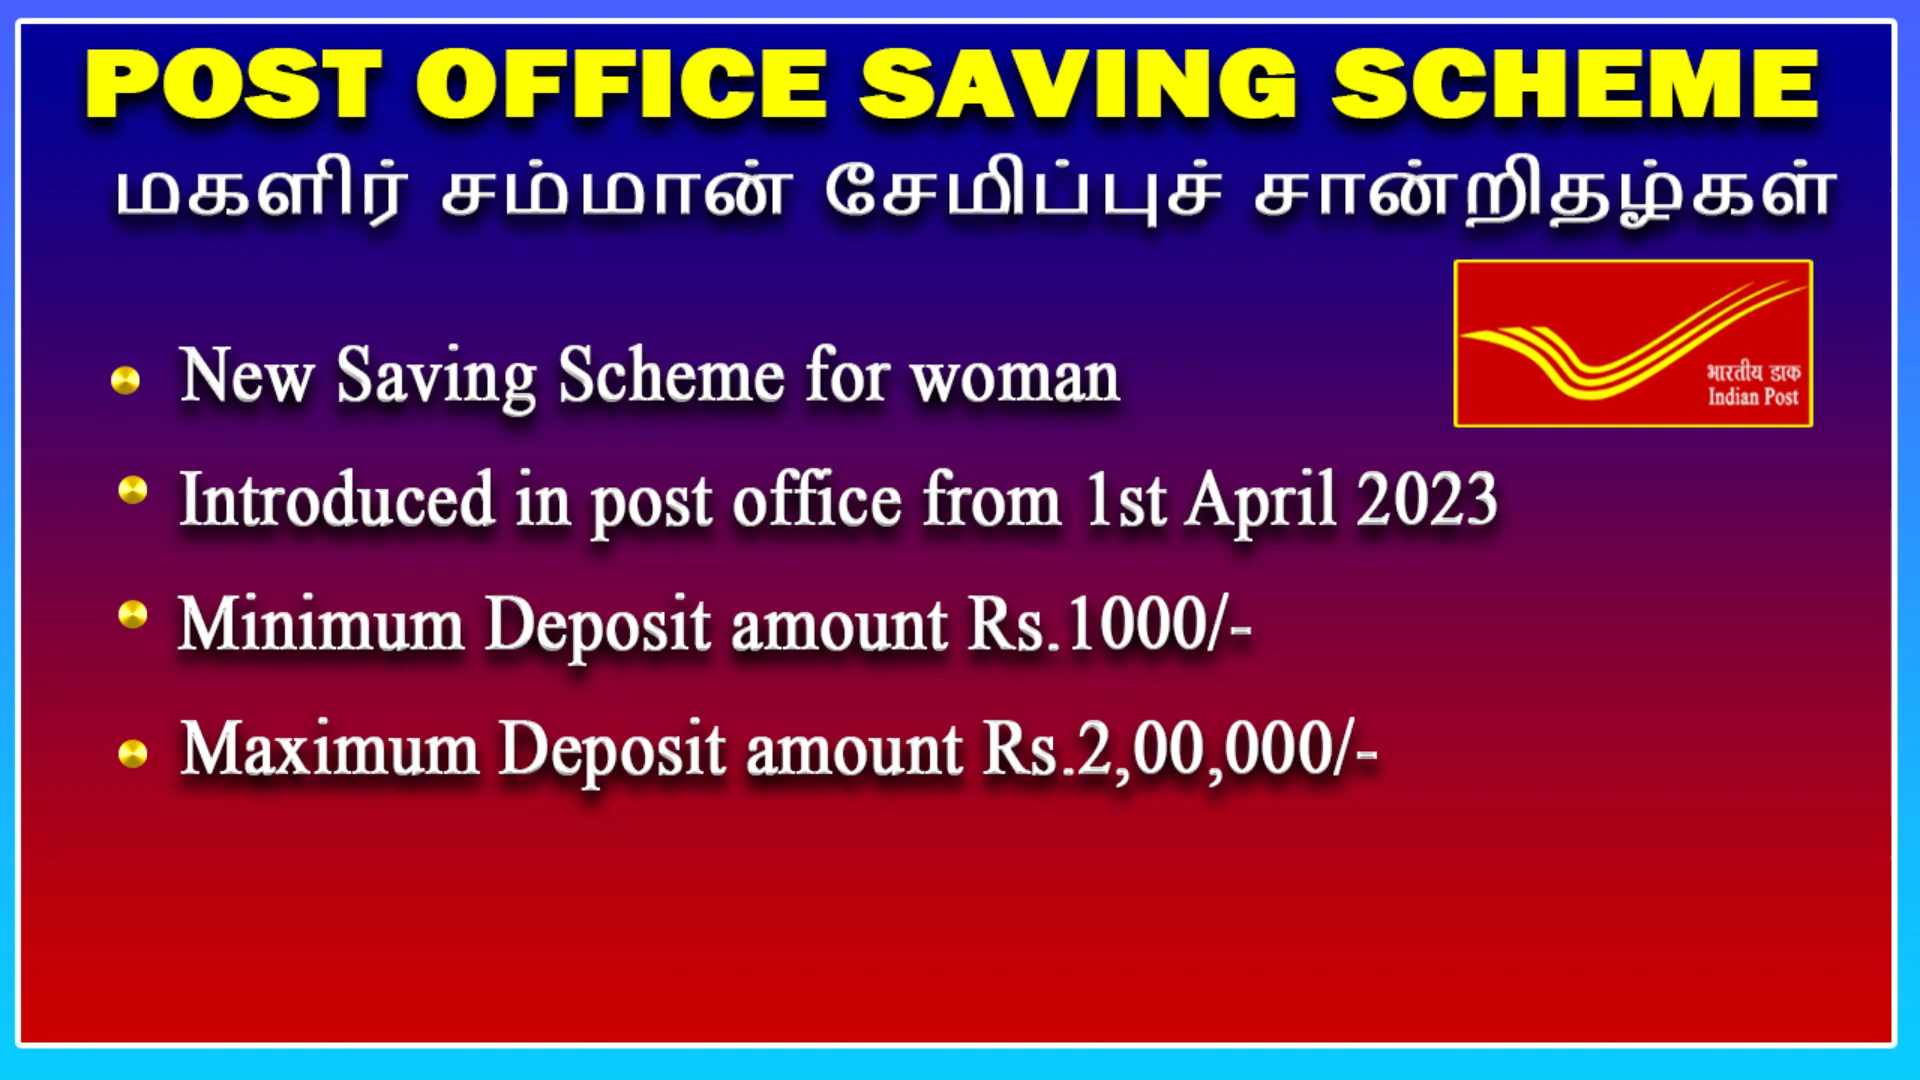 POST OFFICE SAVING SCHEME
மகளிர் சம்மான் சேமிப்புச் சான்றிதழ்கள்
भारतीय डाक
Indian Post
New Saving Scheme for woman
Introduced in post office from 1st April 2023
Minimum Deposit amount Rs.1000/-
Maximum Deposit amount Rs.2,00,000/-